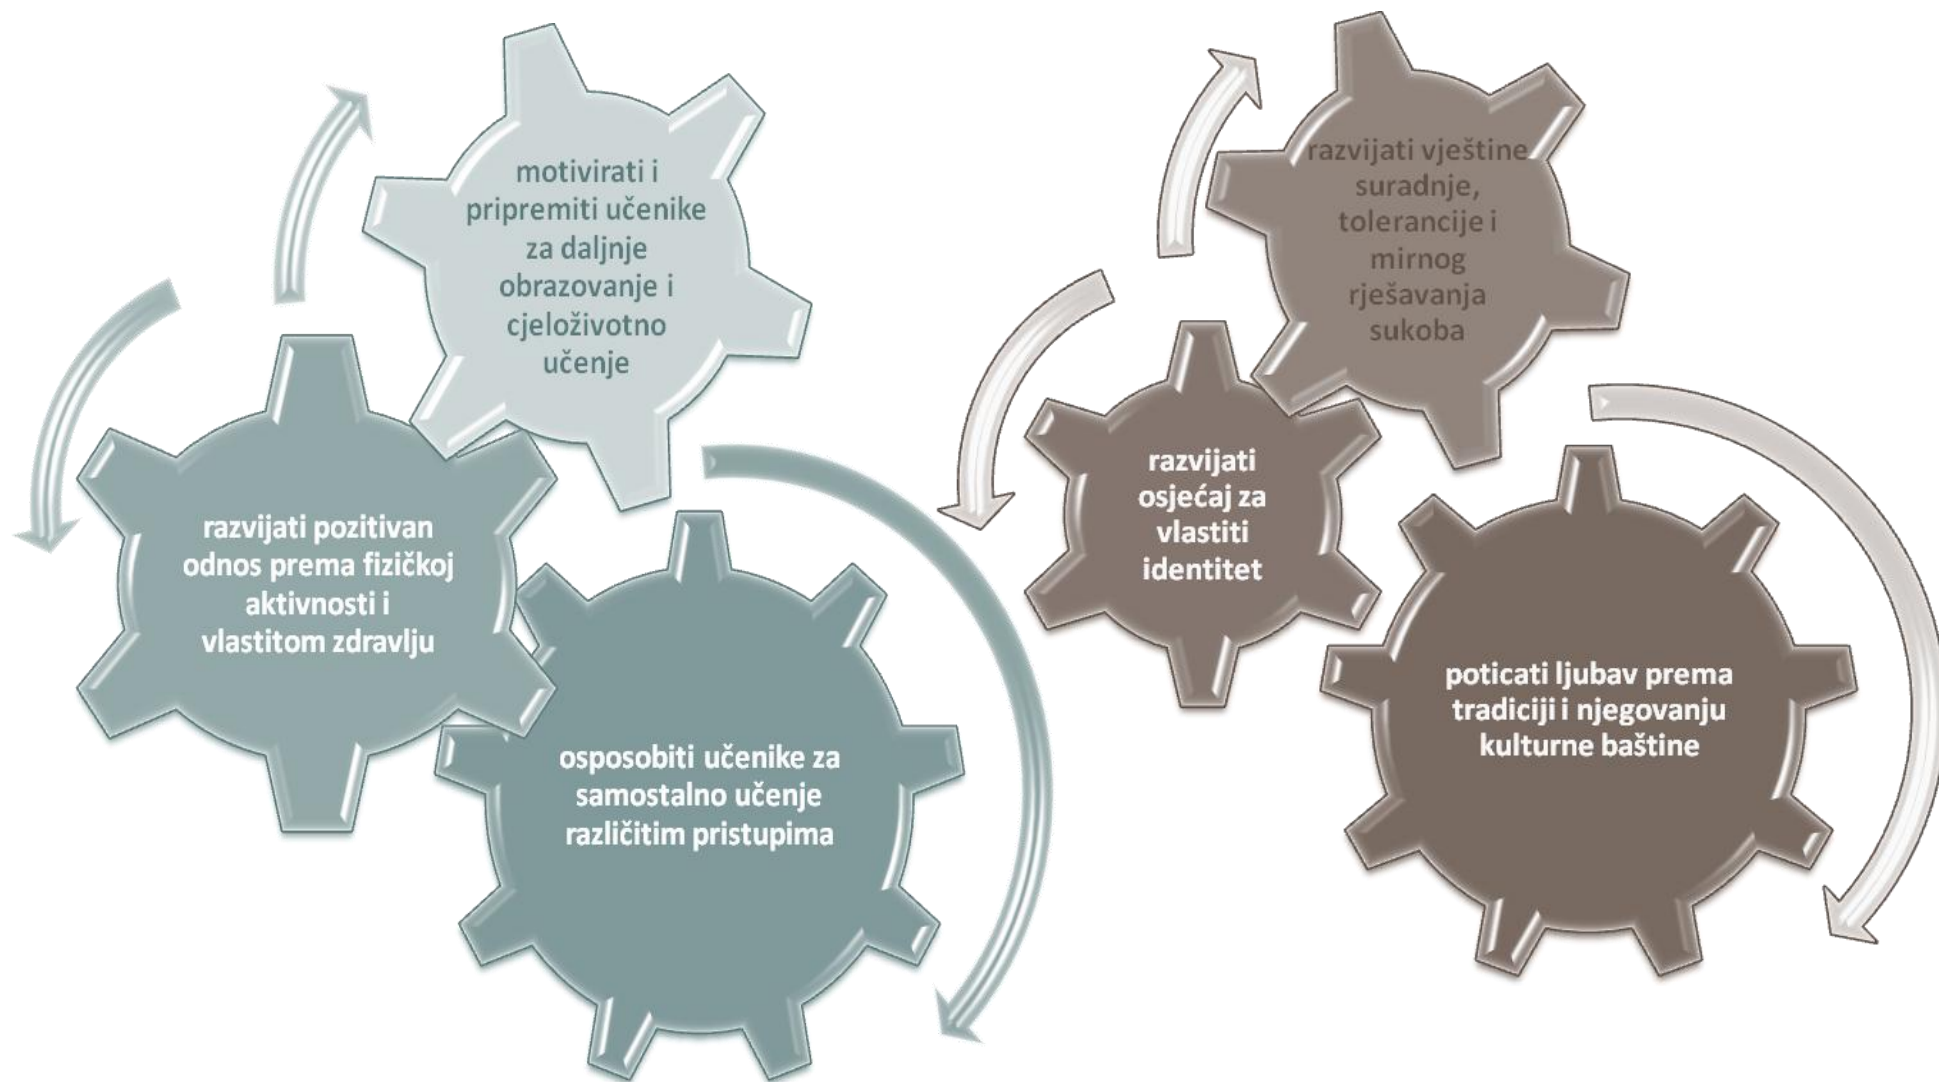 motivirati i
pripremiti učenike
za daljnje
obrazovanje i
cjeloživotno
učenje
razvijati pozitivan
odnos prema fizičkoj
aktivnosti i
vlastitom zdravlju
osposobiti učenike za
samostalno učenje
različitim pristupima
razvijati vještine
suradnje,
tolerancije i
mirnog
rješavanja
sukoba
razvijati
osjećaj za
vlastiti
identitet
poticati ljubav prema
tradiciji i njegovanju
kulturne baštine